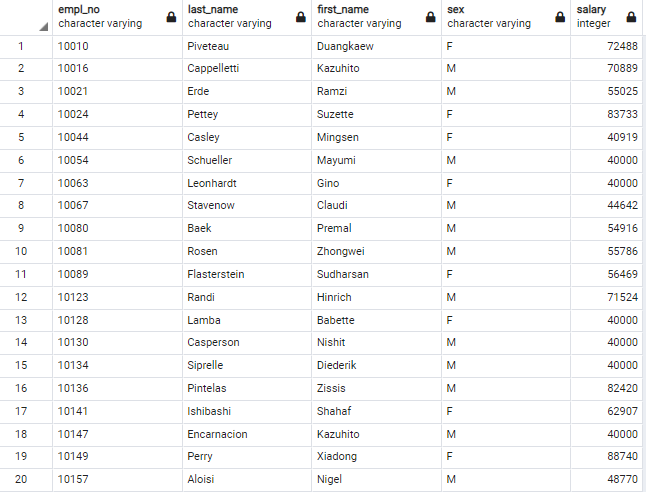 empl_no last_name first_name sex salary
character varying character varying character varying character varying integer
1 10010 Piveteau Duangkaew F 72488
2 10016 Cappelletti Kazuhito M 70889
3 10021 Erde Ramzi M 55025
4 10024 Pettey Suzette F 83733
5 10044 Casley Mingsen F 40919
6 10054 Schueller Mayumi M 40000
7 10063 Leonhardt Gino F 40000
8 10067 Stavenow Claudi M 44642
9 10080 Baek Premal M 54916
10 10081 Rosen Zhongwei M 55786
11 10089 Flasterstein Sudharsan F 56469
12 10123 Randi Hinrich M 71524
13 10128 Lamba Babette F 40000
14 10130 Casperson Nishit M 40000
15 10134 Siprelle Diederik M 40000
16 10136 Pintelas Zissis M 82420
17 10141 Ishibashi Shahaf F 62907
18 10147 Encarnacion Kazuhito M 40000
19 10149 Perry Xiadong F 88740
20 10157 Aloisi Nigel M 48770